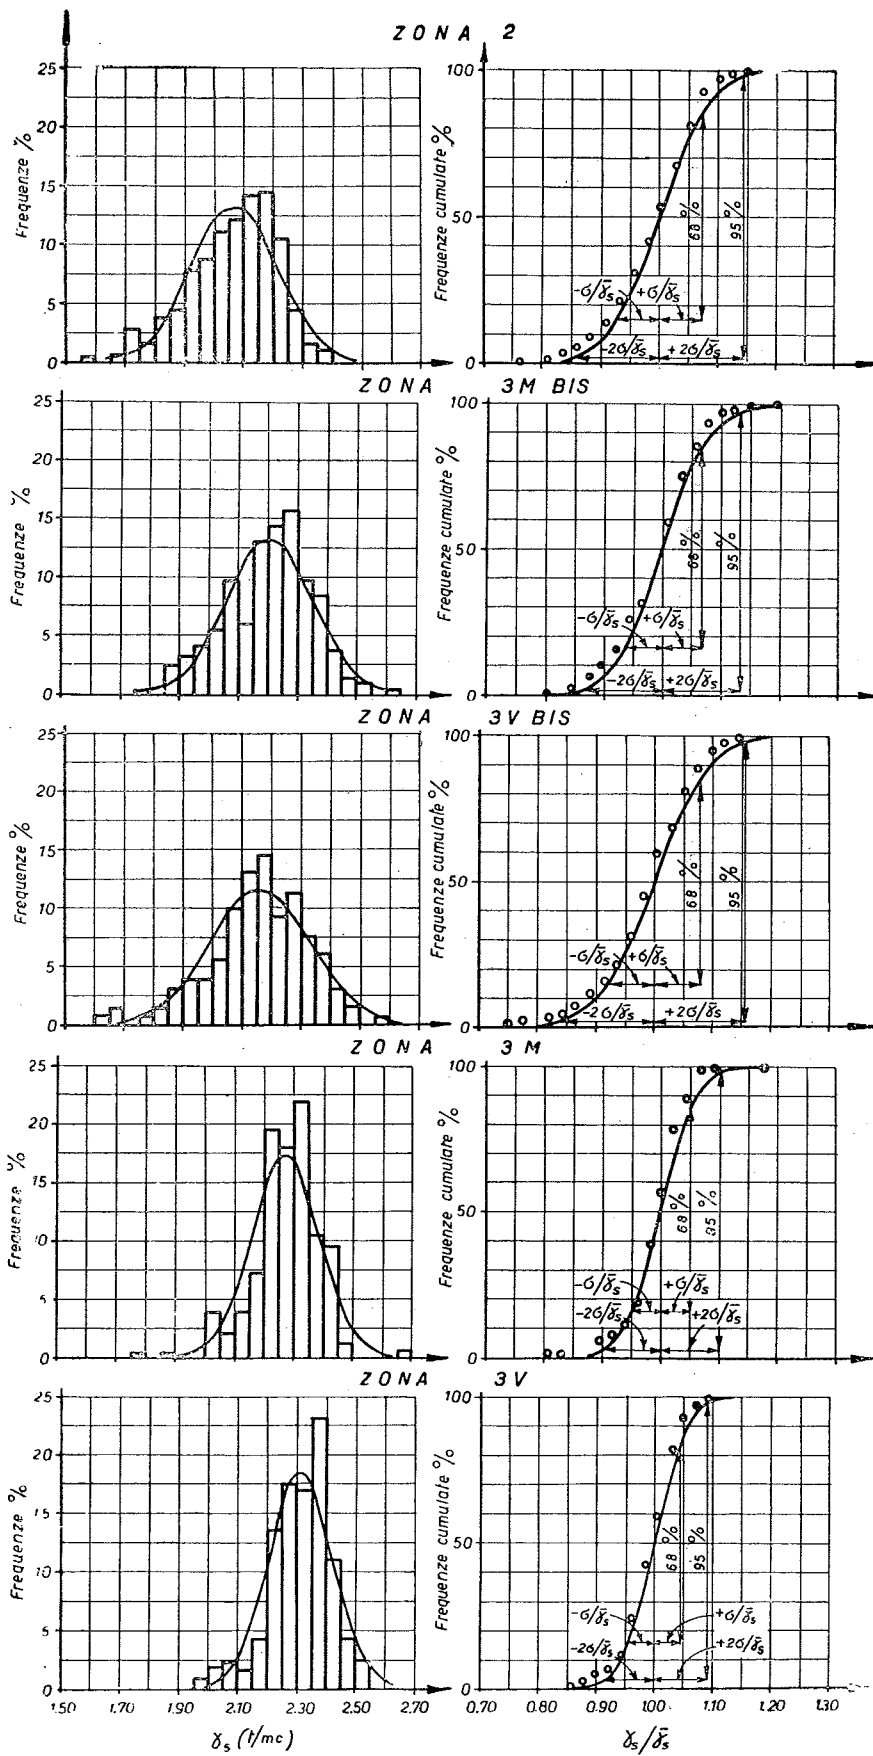 ZONA 2
25
20
15
10
5
0
Frequenze %
100
50
0
Frequenze cumulate %
68%
95%
-σ/γ̄s +σ/γ̄s
-2σ/γ̄s +2σ/γ̄s
ZONA 3M BIS
25
20
15
10
5
0
Frequenze %
100
50
0
Frequenze cumulate %
68%
95%
-σ/γ̄s +σ/γ̄s
-2σ/γ̄s +2σ/γ̄s
ZONA 3V BIS
25
20
15
10
5
0
Frequenze %
100
50
0
Frequenze cumulate %
68%
95%
-σ/γ̄s +σ/γ̄s
-2σ/γ̄s +2σ/γ̄s
ZONA 3M
25
20
15
10
5
0
Frequenze %
100
50
0
Frequenze cumulate %
68%
95%
-σ/γ̄s +σ/γ̄s
-2σ/γ̄s +2σ/γ̄s
ZONA 3V
25
20
15
10
5
0
Frequenze %
100
50
0
Frequenze cumulate %
68%
95%
-σ/γ̄s +σ/γ̄s
-2σ/γ̄s +2σ/γ̄s
1.50 1.70 1.90 2.10 2.30 2.50 2.70
γs (t/mc)
0.70 0.90 1.00 1.10 1.30
γs/γ̄s